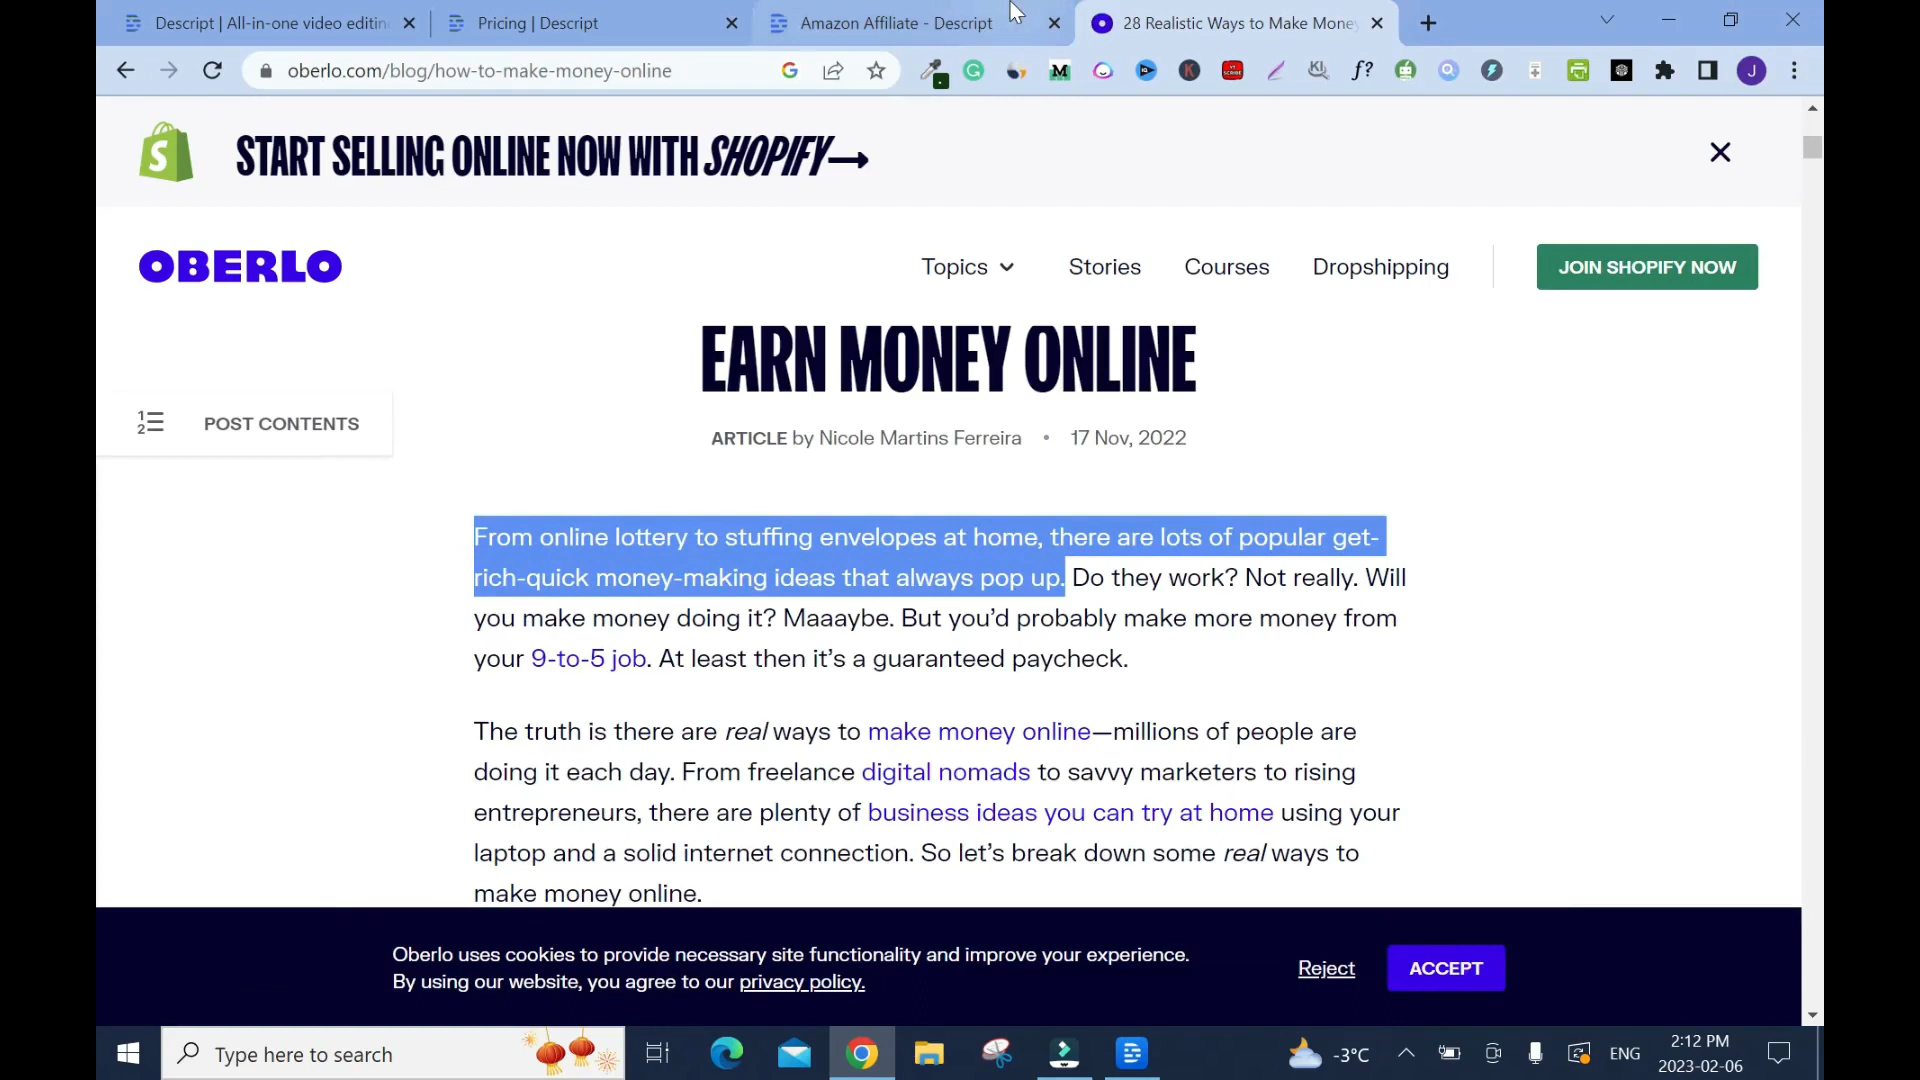 Descript | All-in-one video editin
Pricing | Descript
Amazon Affiliate - Descript
28 Realistic Ways to Make Money
oberlo.com/blog/how-to-make-money-online
START SELLING ONLINE NOW WITH SHOPIFY→
OBERLO
Topics
Stories
Courses
Dropshipping
JOIN SHOPIFY NOW
EARN MONEY ONLINE
POST CONTENTS
ARTICLE by Nicole Martins Ferreira • 17 Nov, 2022
From online lottery to stuffing envelopes at home, there are lots of popular get-
rich-quick money-making ideas that always pop up. Do they work? Not really. Will
you make money doing it? Maaaybe. But you’d probably make more money from
your 9-to-5 job. At least then it’s a guaranteed paycheck.
The truth is there are real ways to make money online—millions of people are
doing it each day. From freelance digital nomads to savvy marketers to rising
entrepreneurs, there are plenty of business ideas you can try at home using your
laptop and a solid internet connection. So let’s break down some real ways to
make money online.
Oberlo uses cookies to provide necessary site functionality and improve your experience.
By using our website, you agree to our privacy policy.
Reject
ACCEPT
Type here to search
-3°C
ENG
2:12 PM
2023-02-06